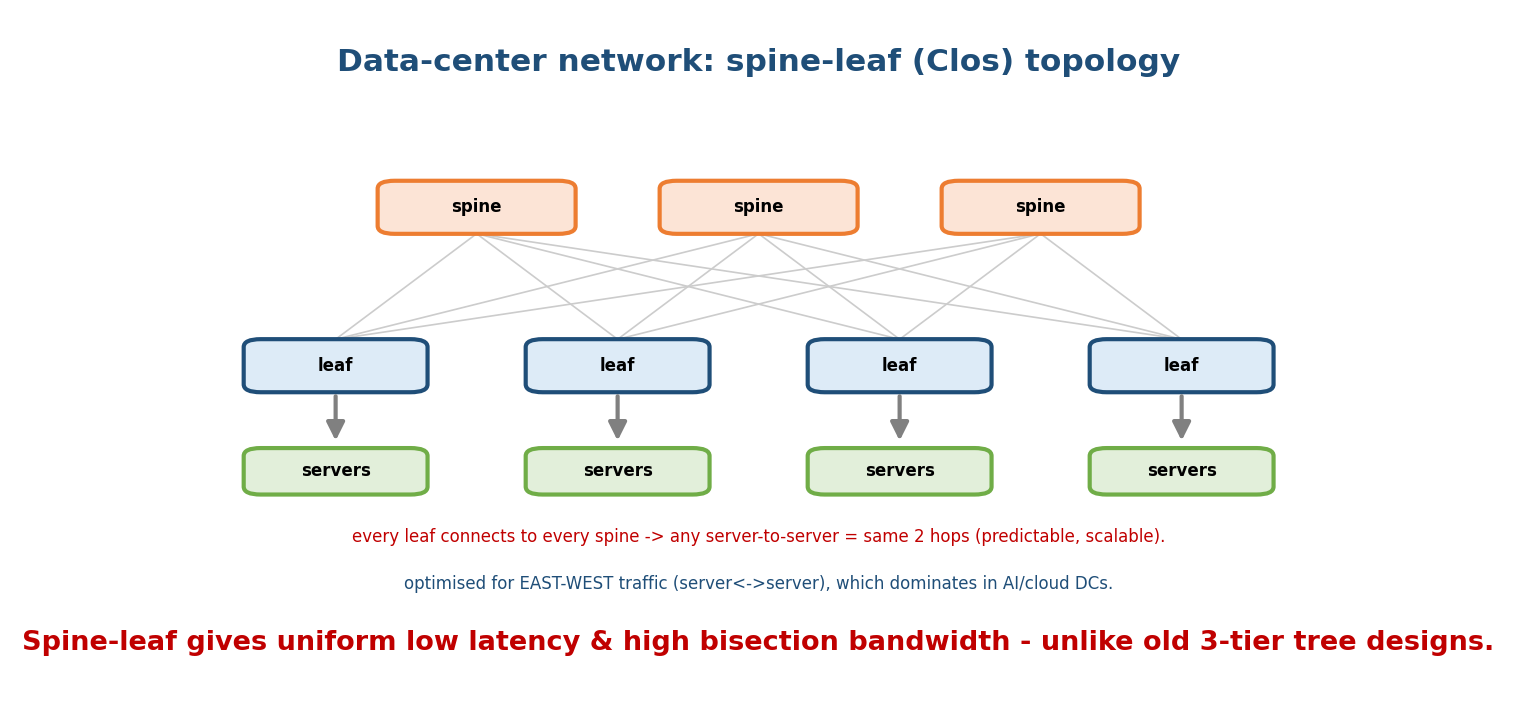 Data-center network: spine-leaf (Clos) topology
spine
spine
spine
leaf
leaf
leaf
leaf
servers
servers
servers
servers
every leaf connects to every spine -> any server-to-server = same 2 hops (predictable, scalable).
optimised for EAST-WEST traffic (server<->server), which dominates in AI/cloud DCs.
Spine-leaf gives uniform low latency & high bisection bandwidth - unlike old 3-tier tree designs.